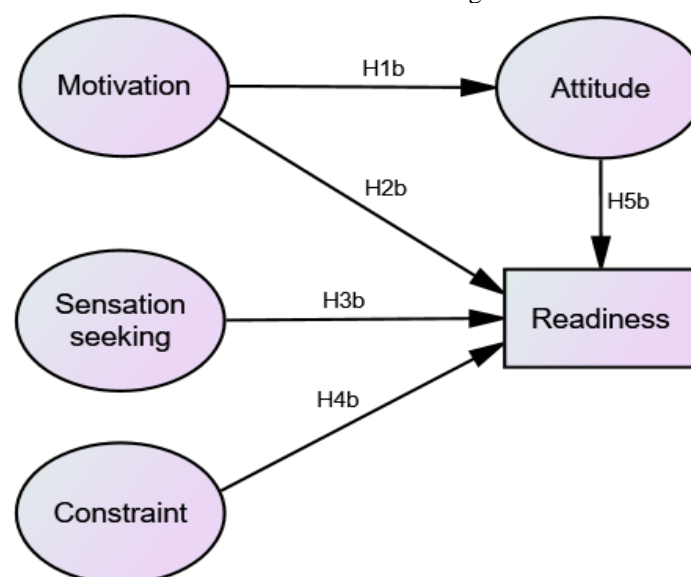 Motivation
H1b
Attitude
H2b
H5b
Sensation
seeking
H3b
Readiness
H4b
Constraint